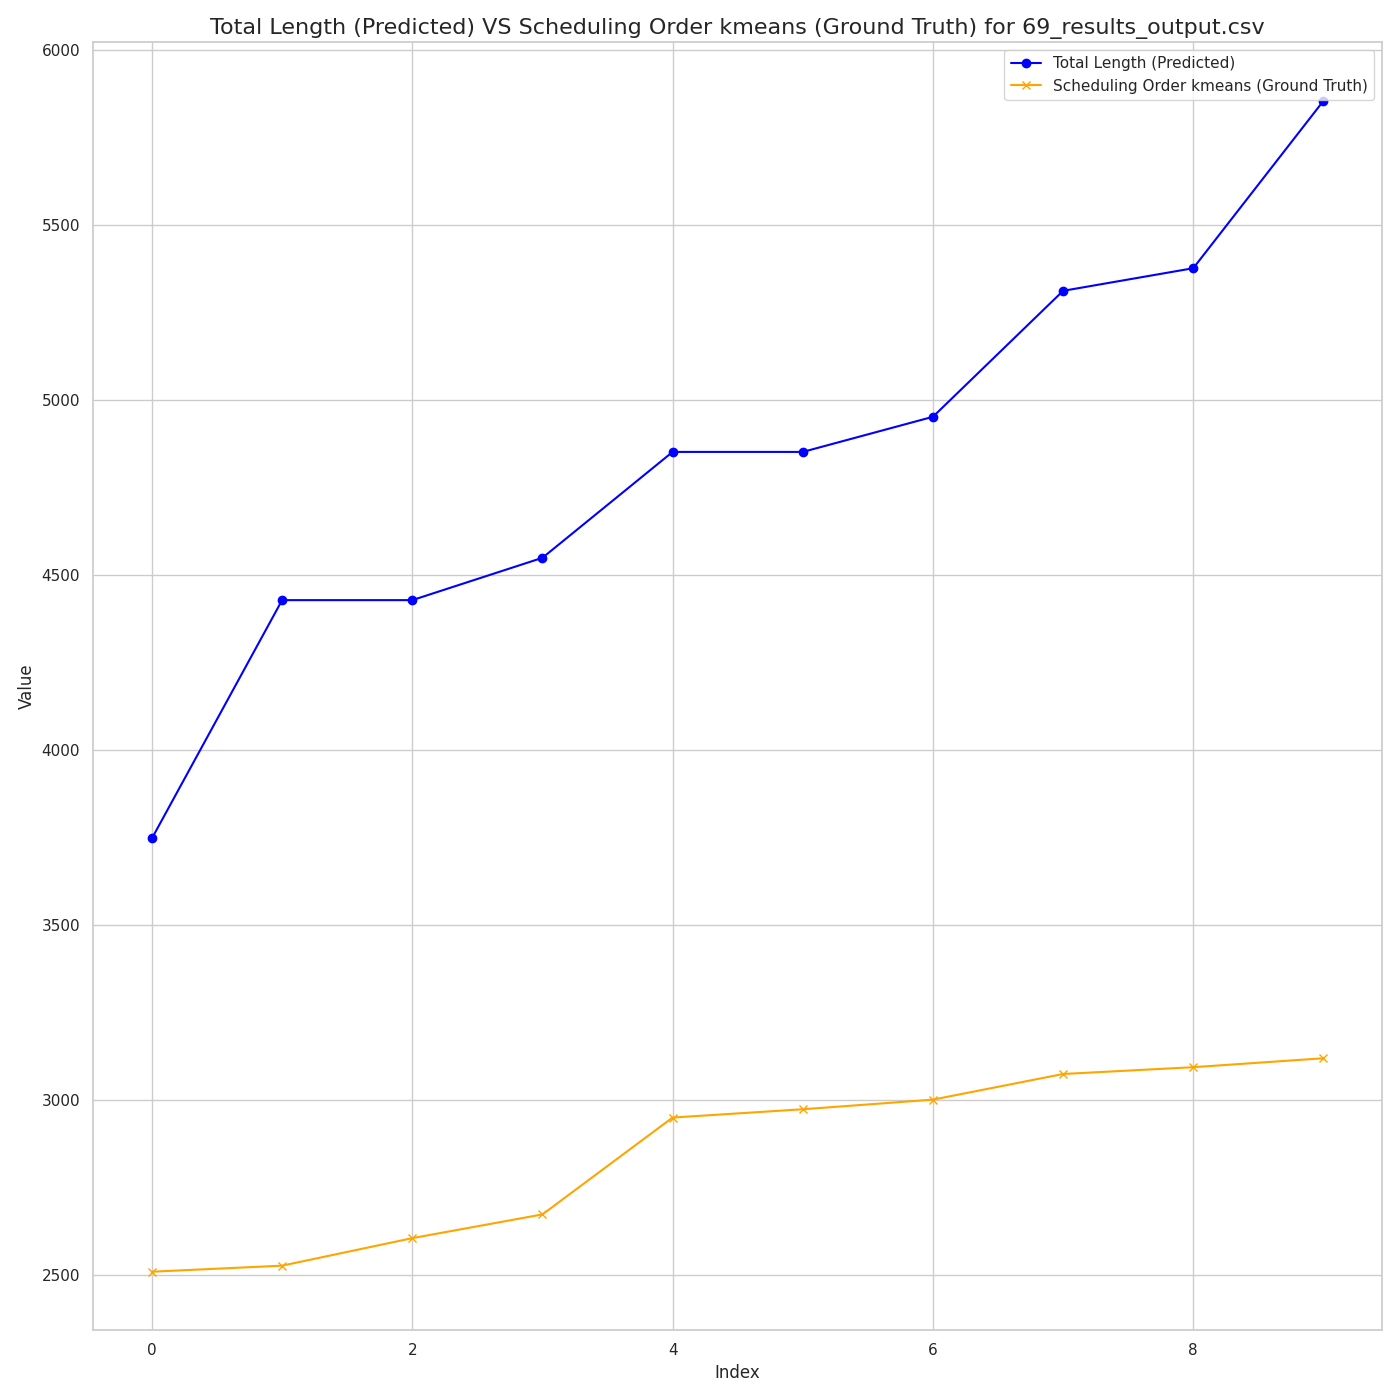 Total Length (Predicted) VS Scheduling Order kmeans (Ground Truth) for 69_results_output.csv
Total Length (Predicted)
Scheduling Order kmeans (Ground Truth)
6000
5500
5000
4500
4000
3500
3000
2500
Value
0 2 4 6 8
Index